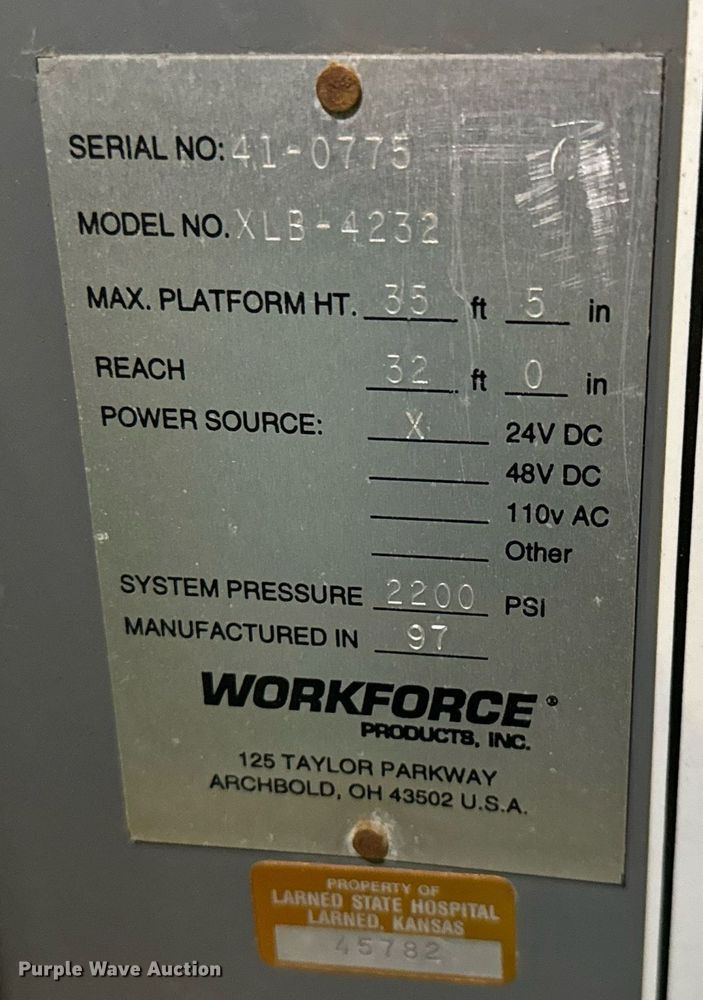 SERIAL NO: 41-0775
MODEL NO. XLB-4232
MAX. PLATFORM HT. 35 ft 5 in
REACH 32 ft 0 in
POWER SOURCE: X 24V DC
48V DC
110v AC
Other
SYSTEM PRESSURE 2200 PSI
MANUFACTURED IN 97
WORKFORCE®
PRODUCTS, INC.
125 TAYLOR PARKWAY
ARCHBOLD, OH 43502 U.S.A.
PROPERTY OF
LARNED STATE HOSPITAL
LARNED, KANSAS
45782
Purple Wave Auction